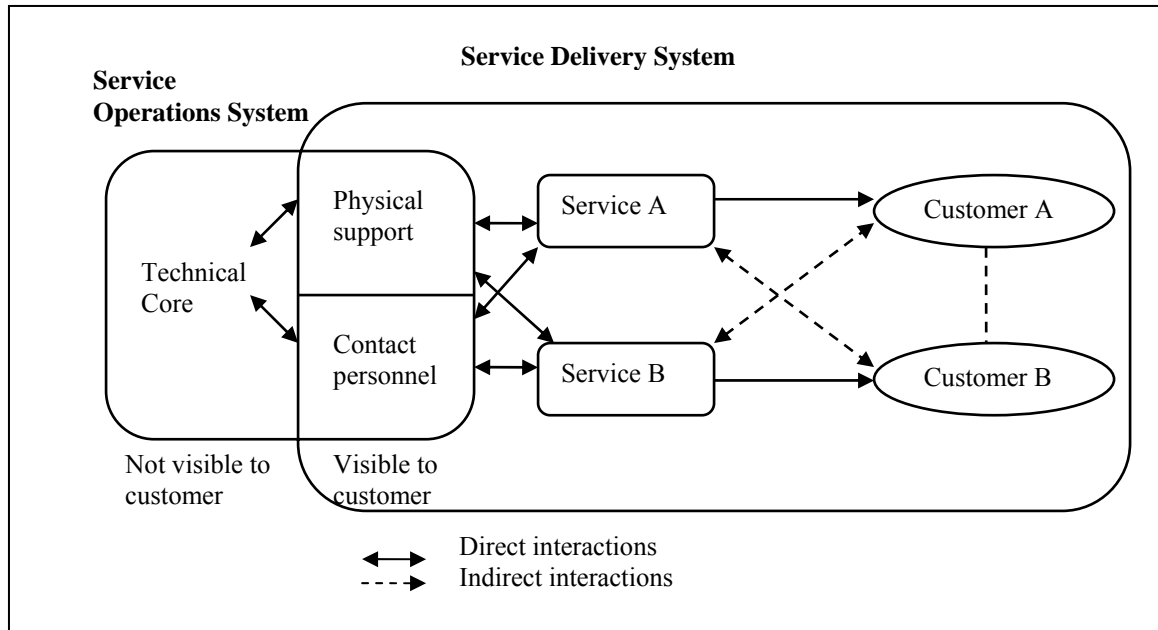 Service Delivery System
Service
Operations System
Physical
support
Technical
Core
Contact
personnel
Service A
Service B
Customer A
Customer B
Not visible to
customer
Visible to
customer
Direct interactions
Indirect interactions